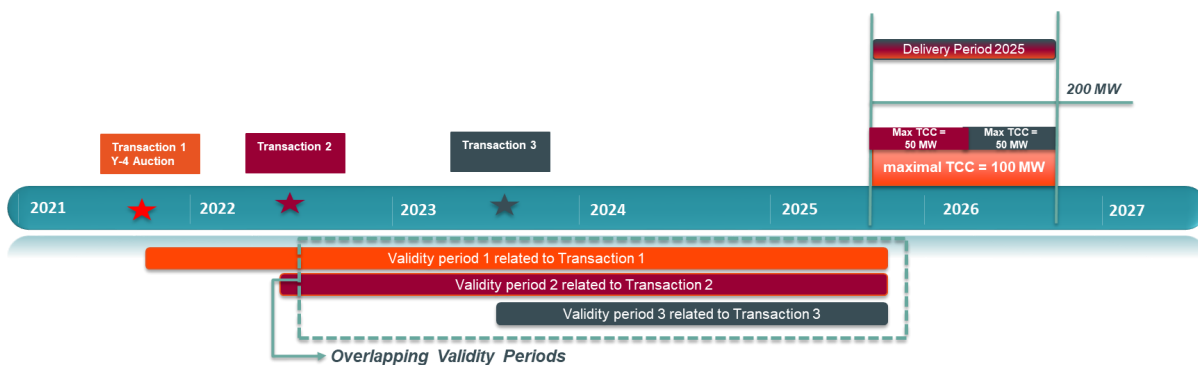 Delivery Period 2025
200 MW
Transaction 1
Y-4 Auction
Transaction 2
Transaction 3
Max TCC =
50 MW
Max TCC =
50 MW
maximal TCC = 100 MW
2021
2022
2023
2024
2025
2026
2027
Validity period 1 related to Transaction 1
Validity period 2 related to Transaction 2
Validity period 3 related to Transaction 3
Overlapping Validity Periods